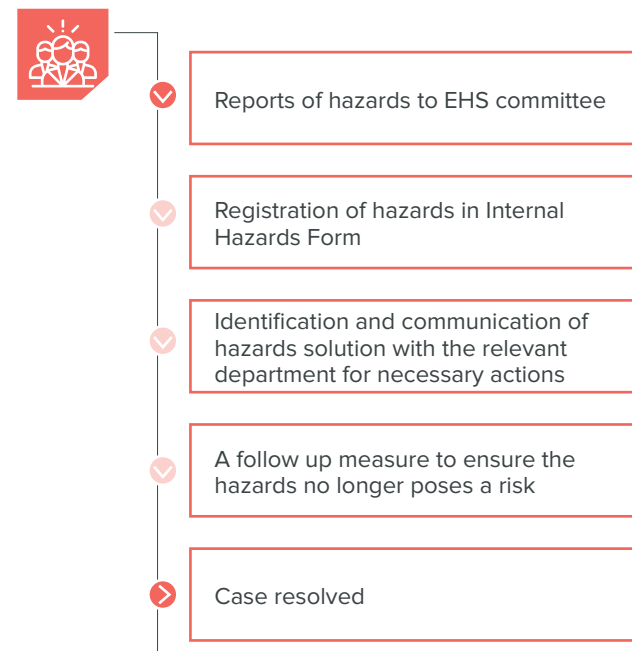 Reports of hazards to EHS committee
Registration of hazards in Internal
Hazards Form
Identification and communication of
hazards solution with the relevant
department for necessary actions
A follow up measure to ensure the
hazards no longer poses a risk
Case resolved